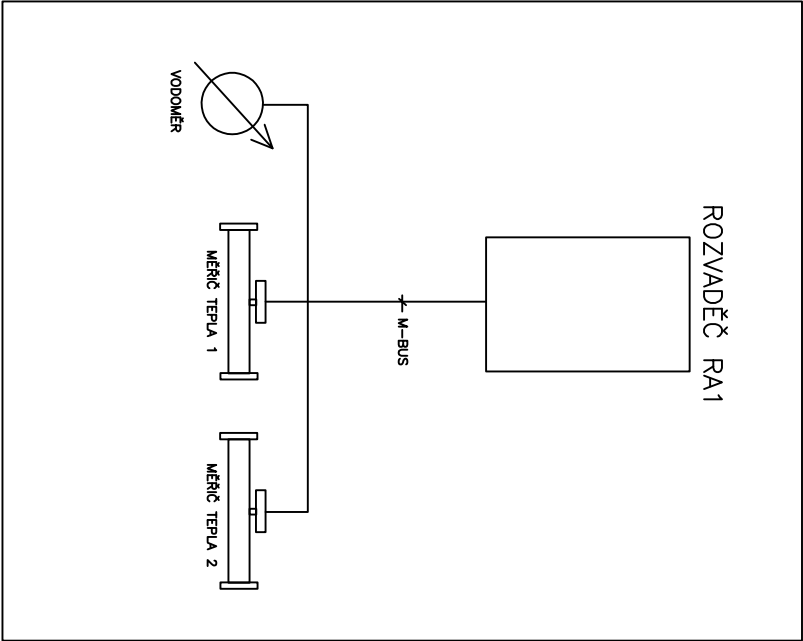 ROZVADĚČ RA1
M-BUS
VODOMĚR
MĚŘIČ TEPLA 1
MĚŘIČ TEPLA 2